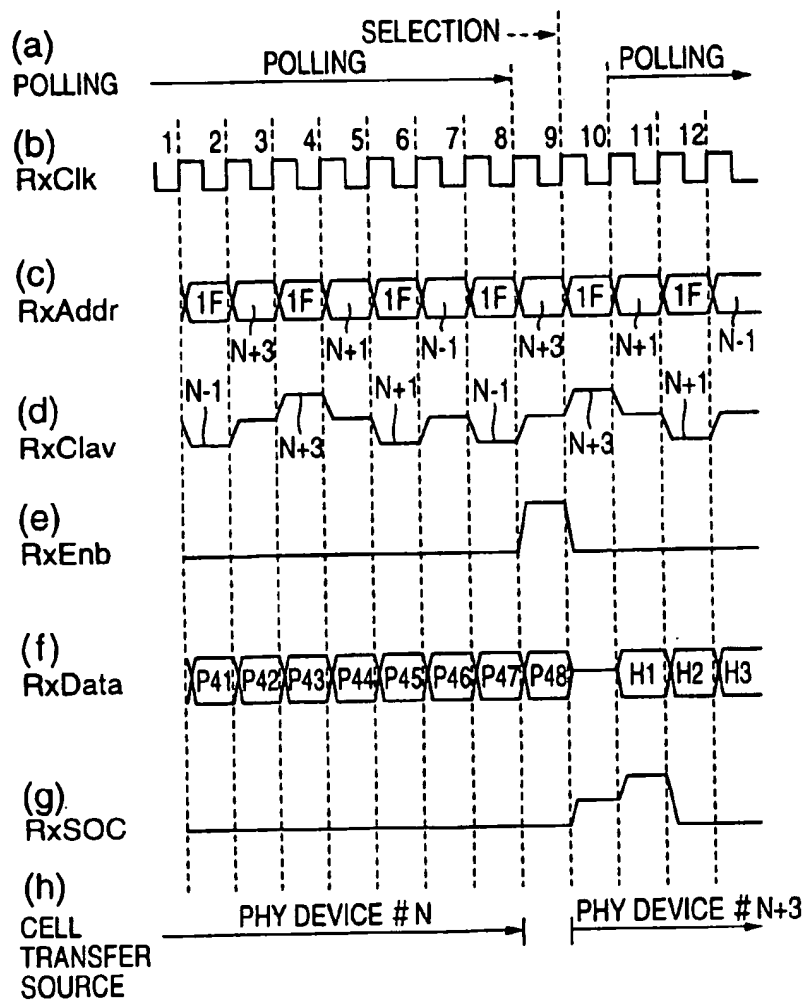 (a)
POLLING
SELECTION
POLLING
POLLING
(b)
RxClk
1 2 3 4 5 6 7 8 9 10 11 12
(c)
RxAddr
1F 1F 1F 1F 1F 1F
N+3 N+1 N-1 N+3 N+1 N-1
(d)
RxClav
N-1 N+1 N-1 N+1
N+3 N+3
(e)
RxEnb
(f)
RxData
P41 P42 P43 P44 P45 P46 P47 P48 H1 H2 H3
(g)
RxSOC
(h)
CELL
TRANSFER
SOURCE
PHY DEVICE # N
PHY DEVICE # N+3